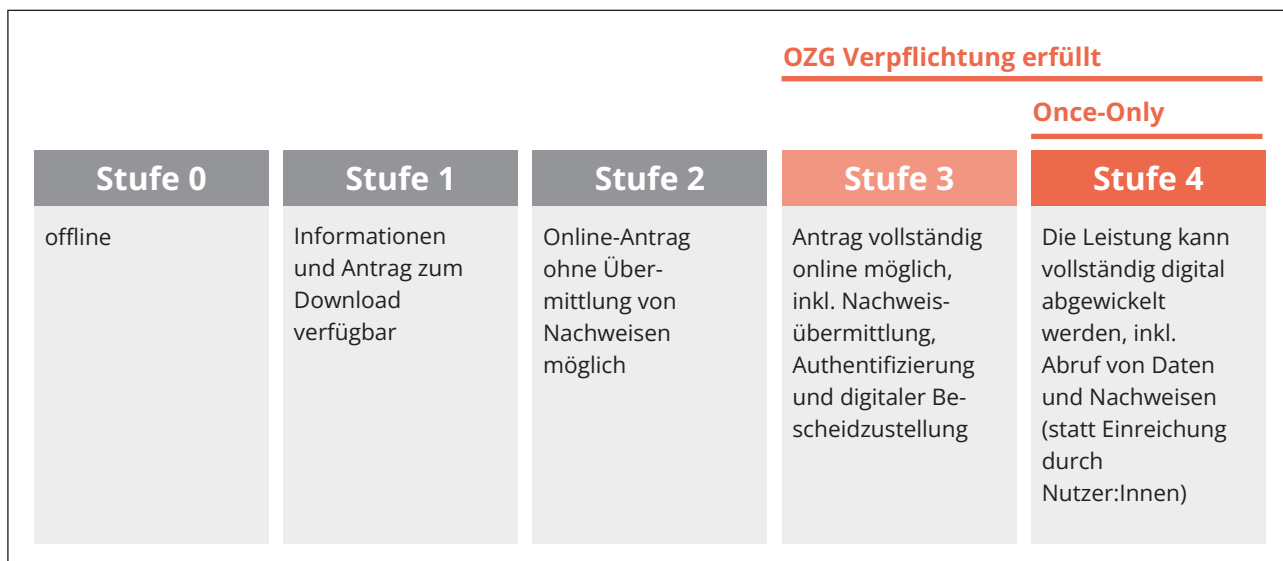 OZG Verpflichtung erfüllt
Once-Only
Stufe 0
offline
Stufe 1
Informationen
und Antrag zum
Download
verfügbar
Stufe 2
Online-Antrag
ohne Über-
mittlung von
Nachweisen
möglich
Stufe 3
Antrag vollständig
online möglich,
inkl. Nachweis-
übermittlung,
Authentifizierung
und digitaler Be-
scheidzustellung
Stufe 4
Die Leistung kann
vollständig digital
abgewickelt
werden, inkl.
Abruf von Daten
und Nachweisen
(statt Einreichung
durch
Nutzer:Innen)